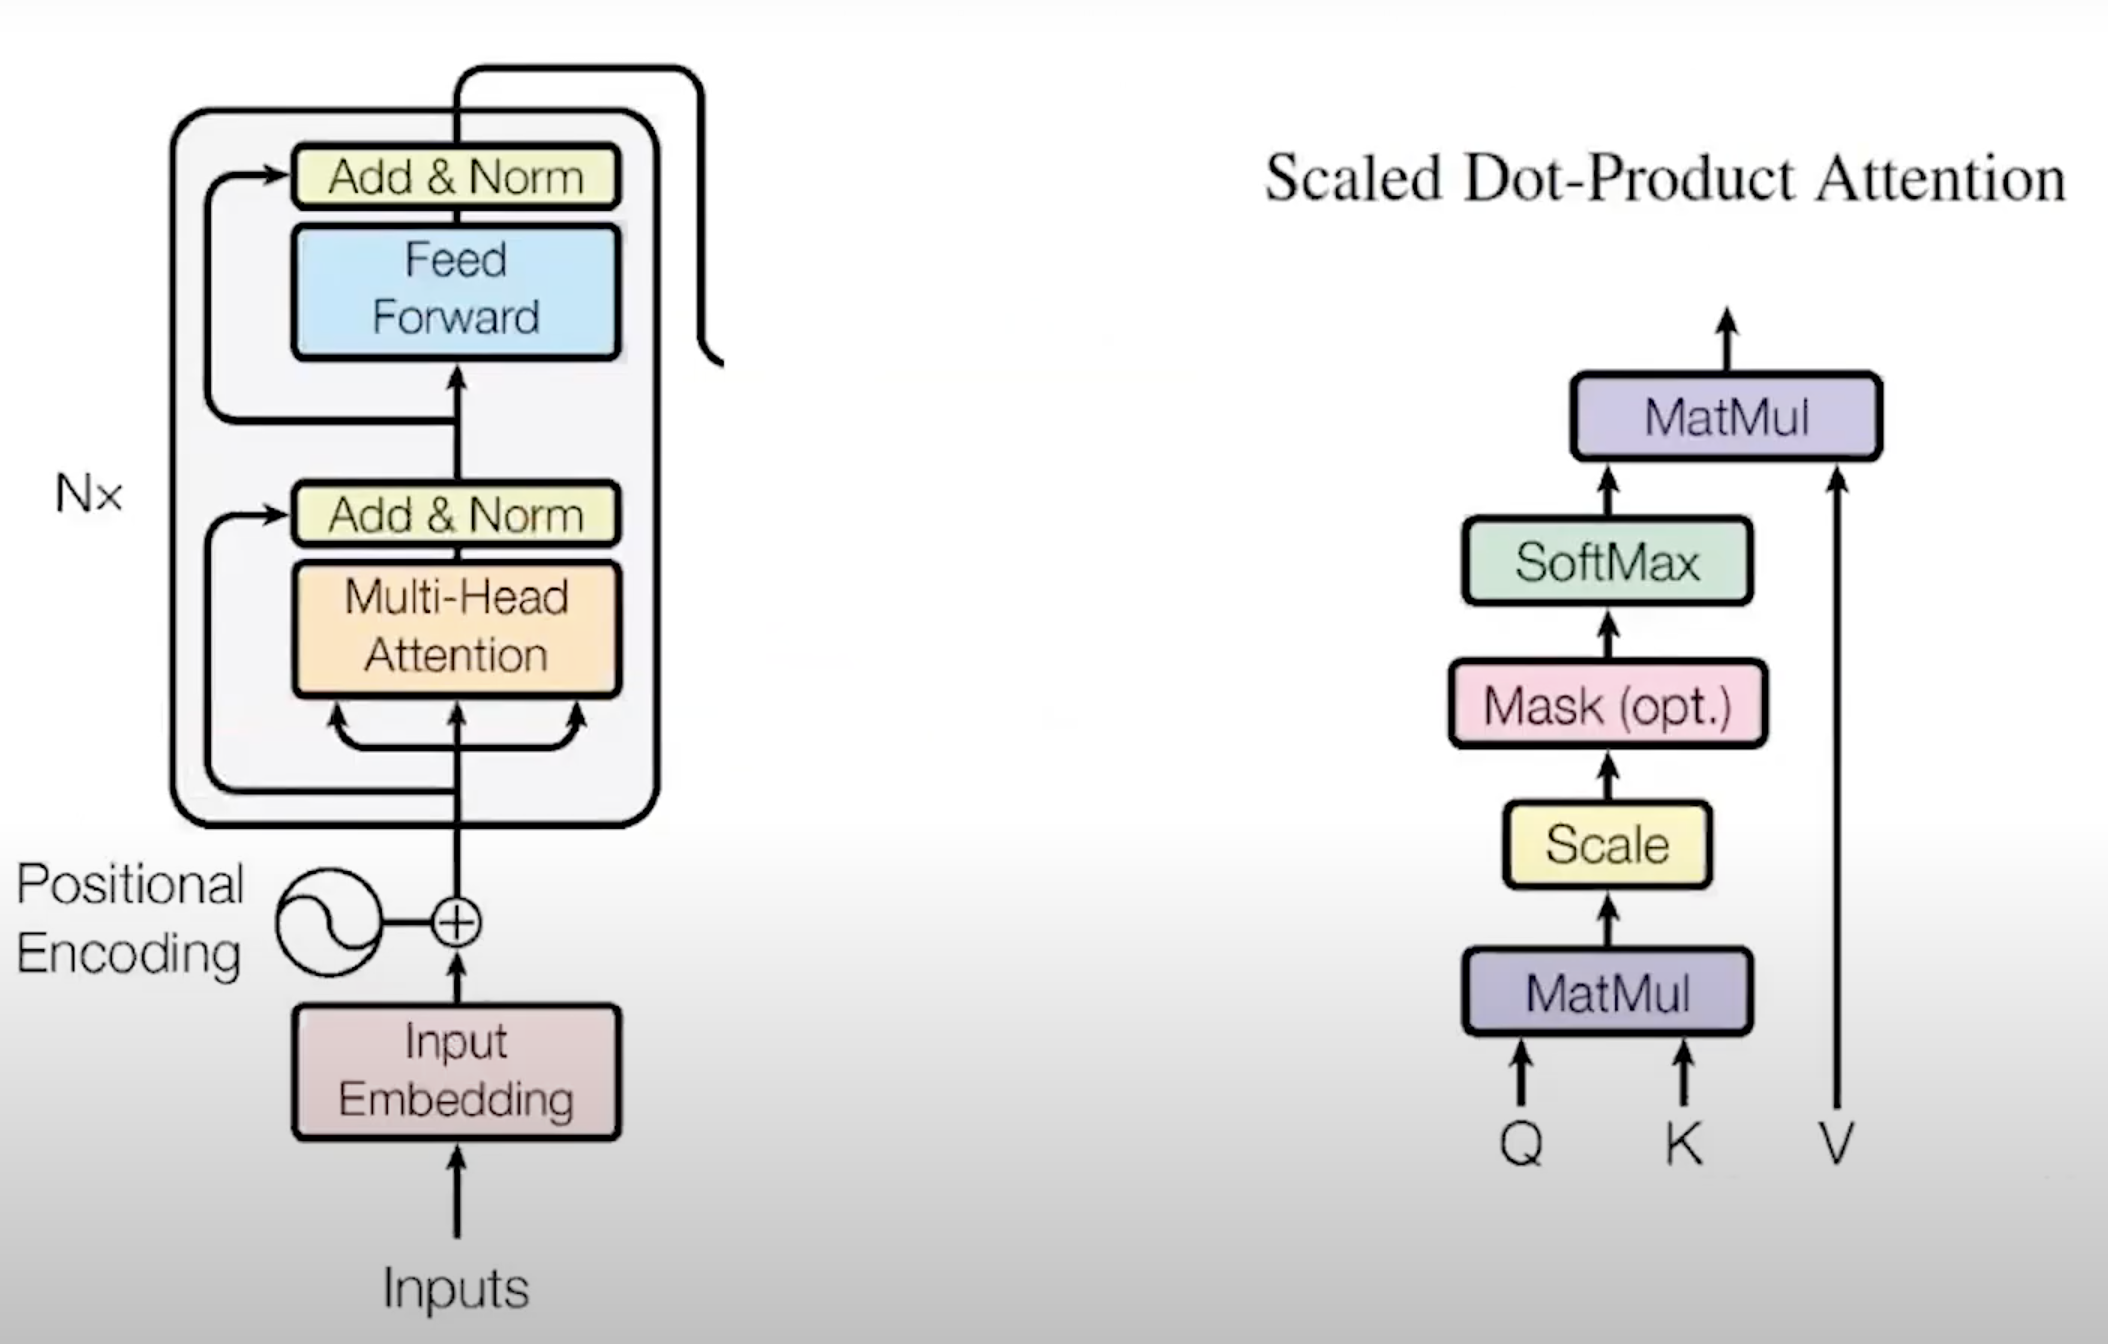 Add & Norm
Feed
Forward
Nx
Add & Norm
Multi-Head
Attention
Positional
Encoding
Input
Embedding
Inputs
Scaled Dot-Product Attention
MatMul
SoftMax
Mask (opt.)
Scale
MatMul
Q K V